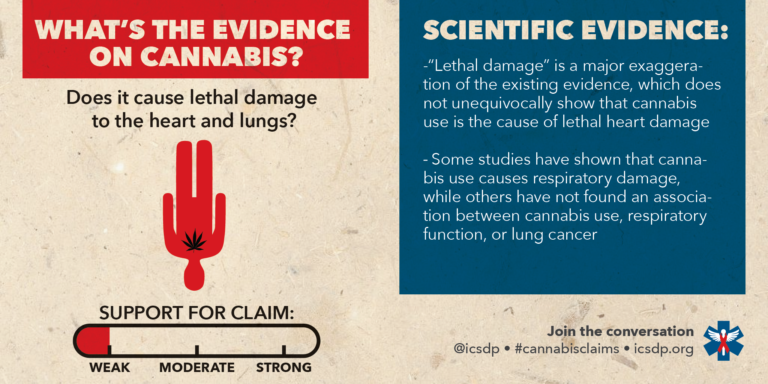 WHAT'S THE EVIDENCE
ON CANNABIS?
Does it cause lethal damage
to the heart and lungs?
SUPPORT FOR CLAIM:
WEAK MODERATE STRONG
SCIENTIFIC EVIDENCE:
-“Lethal damage” is a major exaggera-
tion of the existing evidence, which does
not unequivocally show that cannabis
use is the cause of lethal heart damage
- Some studies have shown that canna-
bis use causes respiratory damage,
while others have not found an associa-
tion between cannabis use, respiratory
function, or lung cancer
Join the conversation
@icsdp • #cannabisclaims • icsdp.org